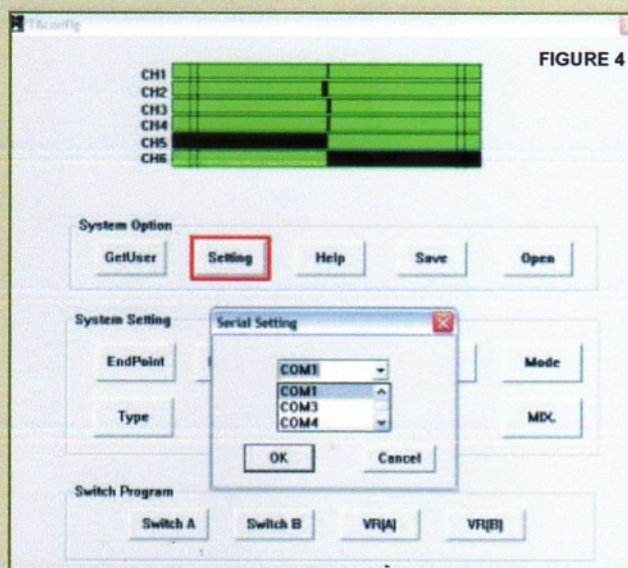 T6config
FIGURE 4
CH1
CH2
CH3
CH4
CH5
CH6
System Option
GetUser Setting Help Save Open
System Setting
Serial Setting
EndPoint
COM1
Mode
COM1
COM3
COM4
Type
MIX.
OK Cancel
Switch Program
Switch A Switch B VR(A) VR(B)